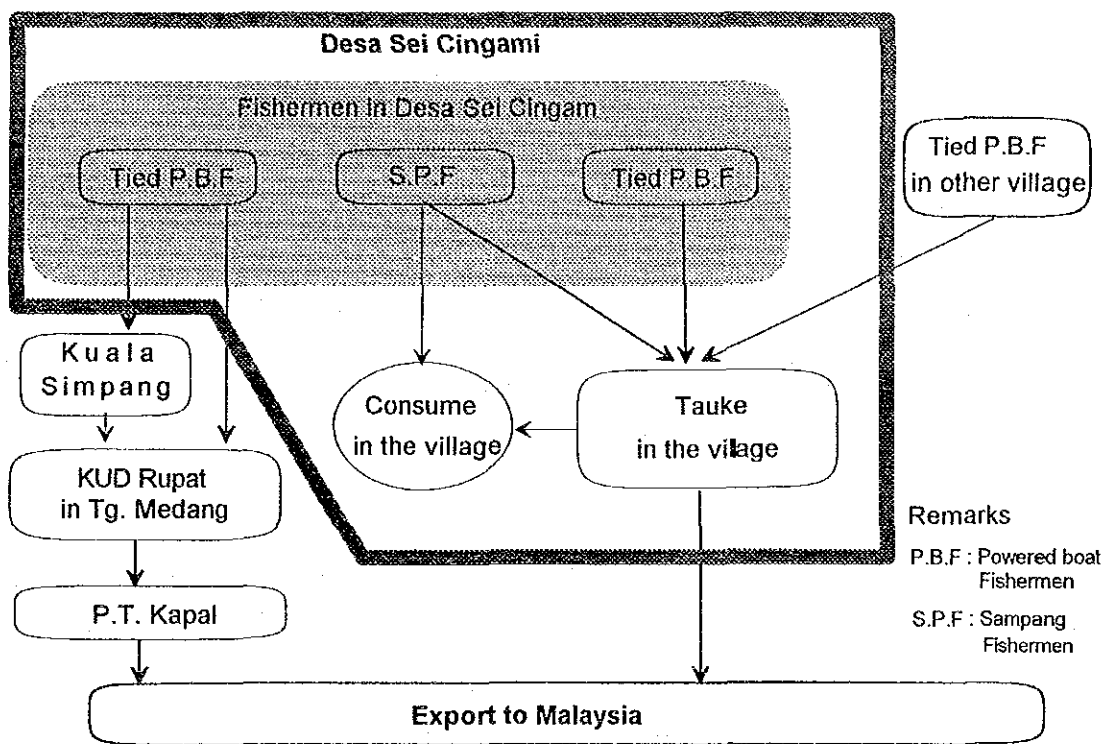 Desa Sei Cingami
Fishermen In Desa Sei Cingam
Tied P.B.F
S.P.F
Tied P.B.F
Tied P.B.F
in other village
Kuala
Simpang
Consume
in the village
Tauke
in the village
KUD Rupat
in Tg. Medang
P.T. Kapal
Remarks
P.B.F : Powered boat
Fishermen
S.P.F : Sampang
Fishermen
Export to Malaysia